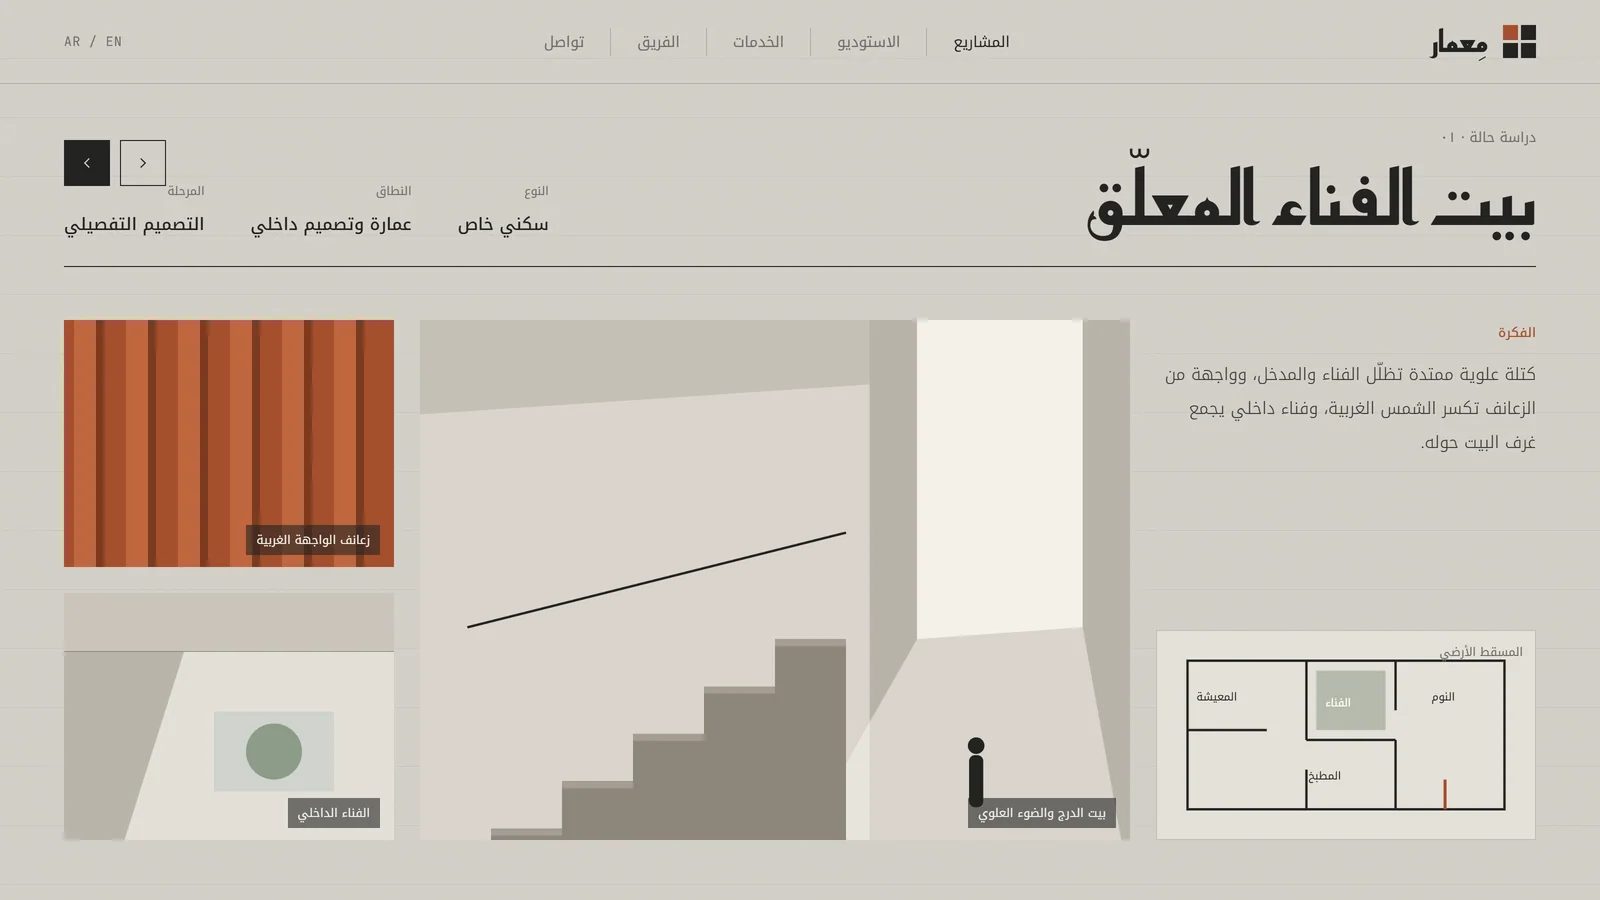 مِعمار
المشاريع
الاستوديو
الخدمات
الفريق
تواصل
AR / EN
دراسة حالة ٠١
بيت الفناء المعلّق
النوع
سكني خاص
النطاق
عمارة وتصميم داخلي
المرحلة
التصميم التفصيلي
الفكرة
كتلة علوية ممتدة تظلّل الفناء والمدخل، وواجهة من
الزعانف تكسر الشمس الغربية، وفناء داخلي يجمع
غرف البيت حوله.
المسقط الأرضي
النوم
الفناء
المعيشة
المطبخ
بيت الدرج والضوء العلوي
زعانف الواجهة الغربية
الفناء الداخلي